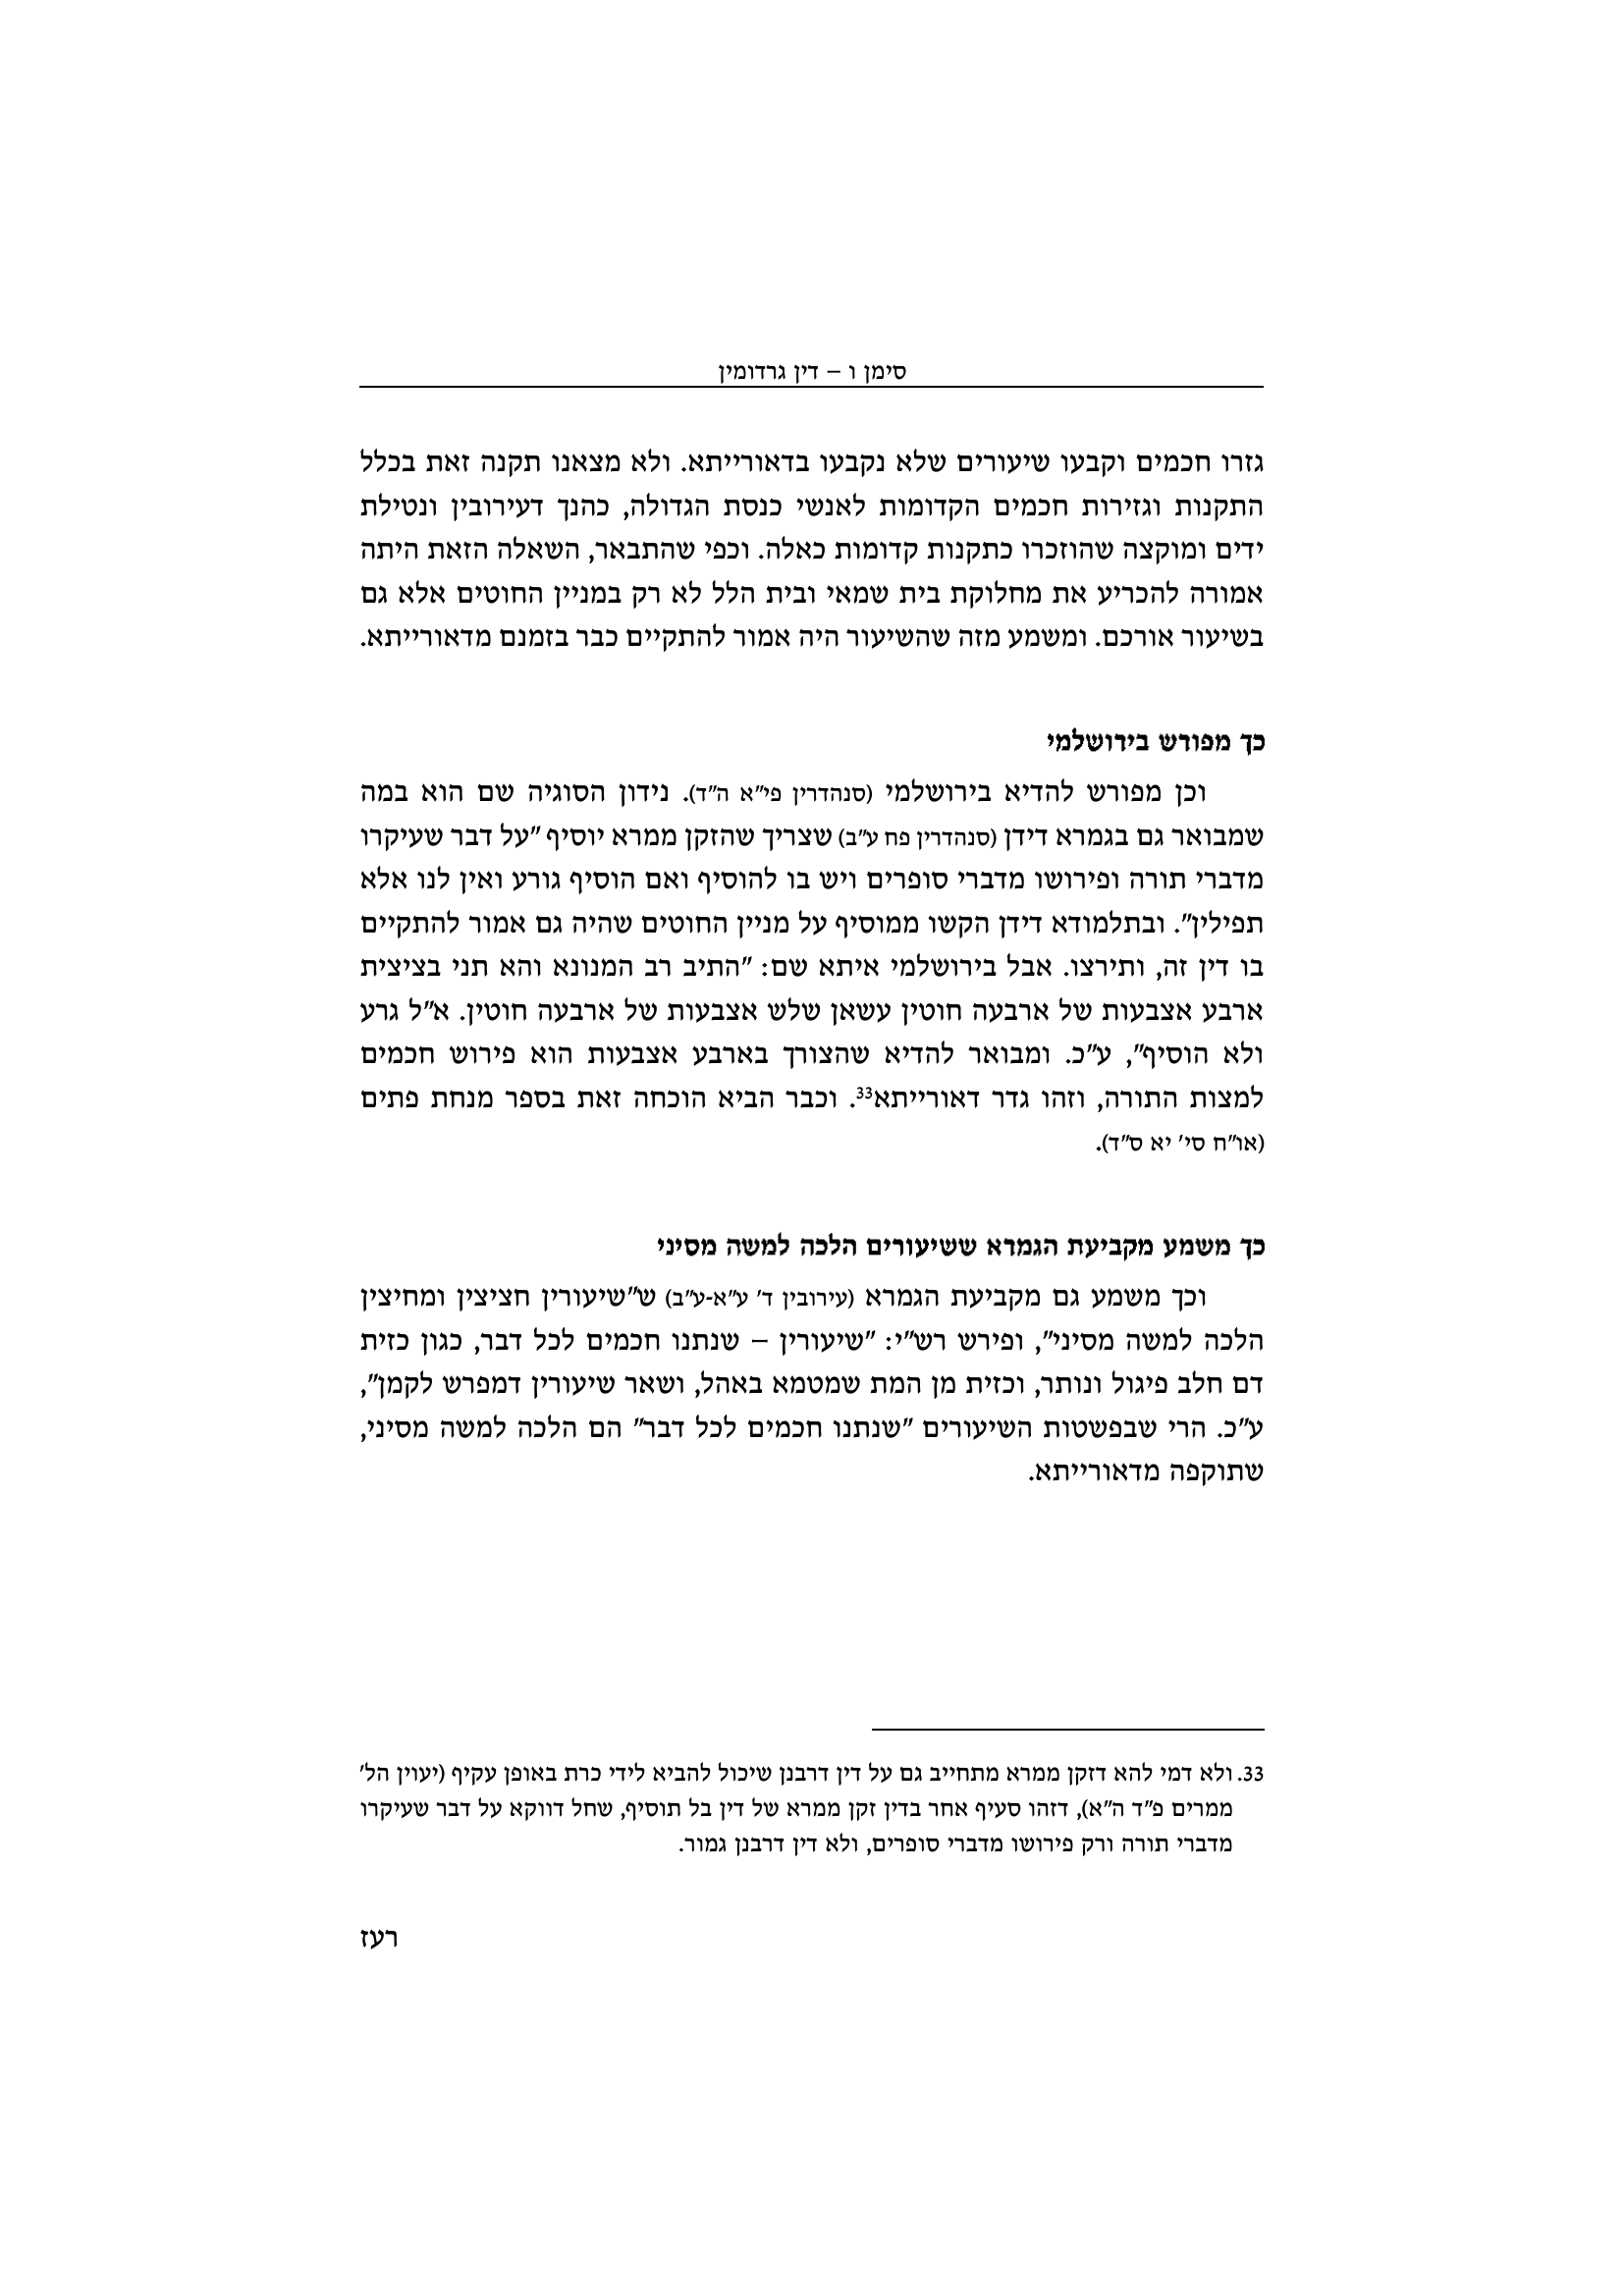 סימן ו – דין גרדומין
גזרו חכמים וקבעו שיעורים שלא נקבעו בדאורייתא. ולא מצאנו תקנה זאת בכלל
התקנות וגזירות חכמים הקדומות לאנשי כנסת הגדולה, כהנך דעירובין ונטילת
ידים ומוקצה שהוזכרו כתקנות קדומות כאלה. וכפי שהתבאר, השאלה הזאת היתה
אמורה להכריע את מחלוקת בית שמאי ובית הלל לא רק במניין החוטים אלא גם
בשיעור אורכם. ומשמע מזה שהשיעור היה אמור להתקיים כבר בזמנם מדאורייתא.
כך מפורש בירושלמי
וכן מפורש להדיא בירושלמי (סנהדרין פי"א ה"ד). נידון הסוגיה שם הוא במה
שמבואר גם בגמרא דידן (סנהדרין פח ע"ב) שצריך שהזקן ממרא יוסיף "על דבר שעיקרו
מדברי תורה ופירושו מדברי סופרים ויש בו להוסיף ואם הוסיף גורע ואין לנו אלא
תפילין". ובתלמודא דידן הקשו ממוסיף על מניין החוטים שהיה גם אמור להתקיים
בו דין זה, ותירצו. אבל בירושלמי איתא שם: "התיב רב המנונא והא תני בציצית
ארבע אצבעות של ארבעה חוטין עשאן שלש אצבעות של ארבעה חוטין. א"ל גרע
ולא הוסיף", ע"כ. ומבואר להדיא שהצורך בארבע אצבעות הוא פירוש חכמים
למצות התורה, וזהו גדר דאורייתא33. וכבר הביא הוכחה זאת בספר מנחת פתים
(או"ח סי' יא ס"ד).
כך משמע מקביעת הגמרא ששיעורים הלכה למשה מסיני
וכך משמע גם מקביעת הגמרא (עירובין ד' ע"א-ע"ב) ש"שיעורין חציצין ומחיצין
הלכה למשה מסיני", ופירש רש"י: "שיעורין – שנתנו חכמים לכל דבר, כגון כזית
דם חלב פיגול ונותר, וכזית מן המת שמטמא באהל, ושאר שיעורין דמפרש לקמן",
ע"כ. הרי שבפשטות השיעורים "שנתנו חכמים לכל דבר" הם הלכה למשה מסיני,
שתוקפה מדאורייתא.
33. ולא דמי להא דזקן ממרא מתחייב גם על דין דרבנן שיכול להביא לידי כרת באופן עקיף (יעוין הל'
ממרים פ"ד ה"א), דזהו סעיף אחר בדין זקן ממרא של דין בל תוסיף, שחל דווקא על דבר שעיקרו
מדברי תורה ורק פירושו מדברי סופרים, ולא דין דרבנן גמור.
רעז